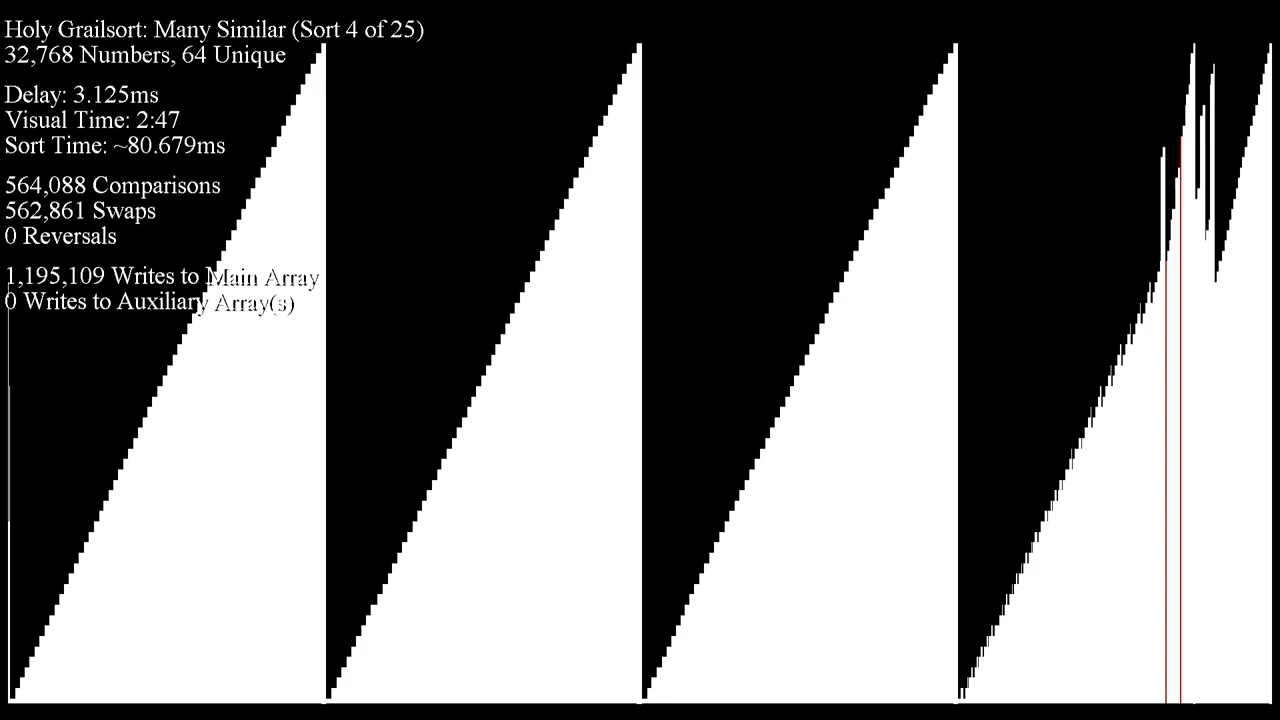 Holy Grailsort: Many Similar (Sort 4 of 25)
32,768 Numbers, 64 Unique
Delay: 3.125ms
Visual Time: 2:47
Sort Time: ~80.679ms
564,088 Comparisons
562,861 Swaps
0 Reversals
1,195,109 Writes to Main Array
0 Writes to Auxiliary Array(s)